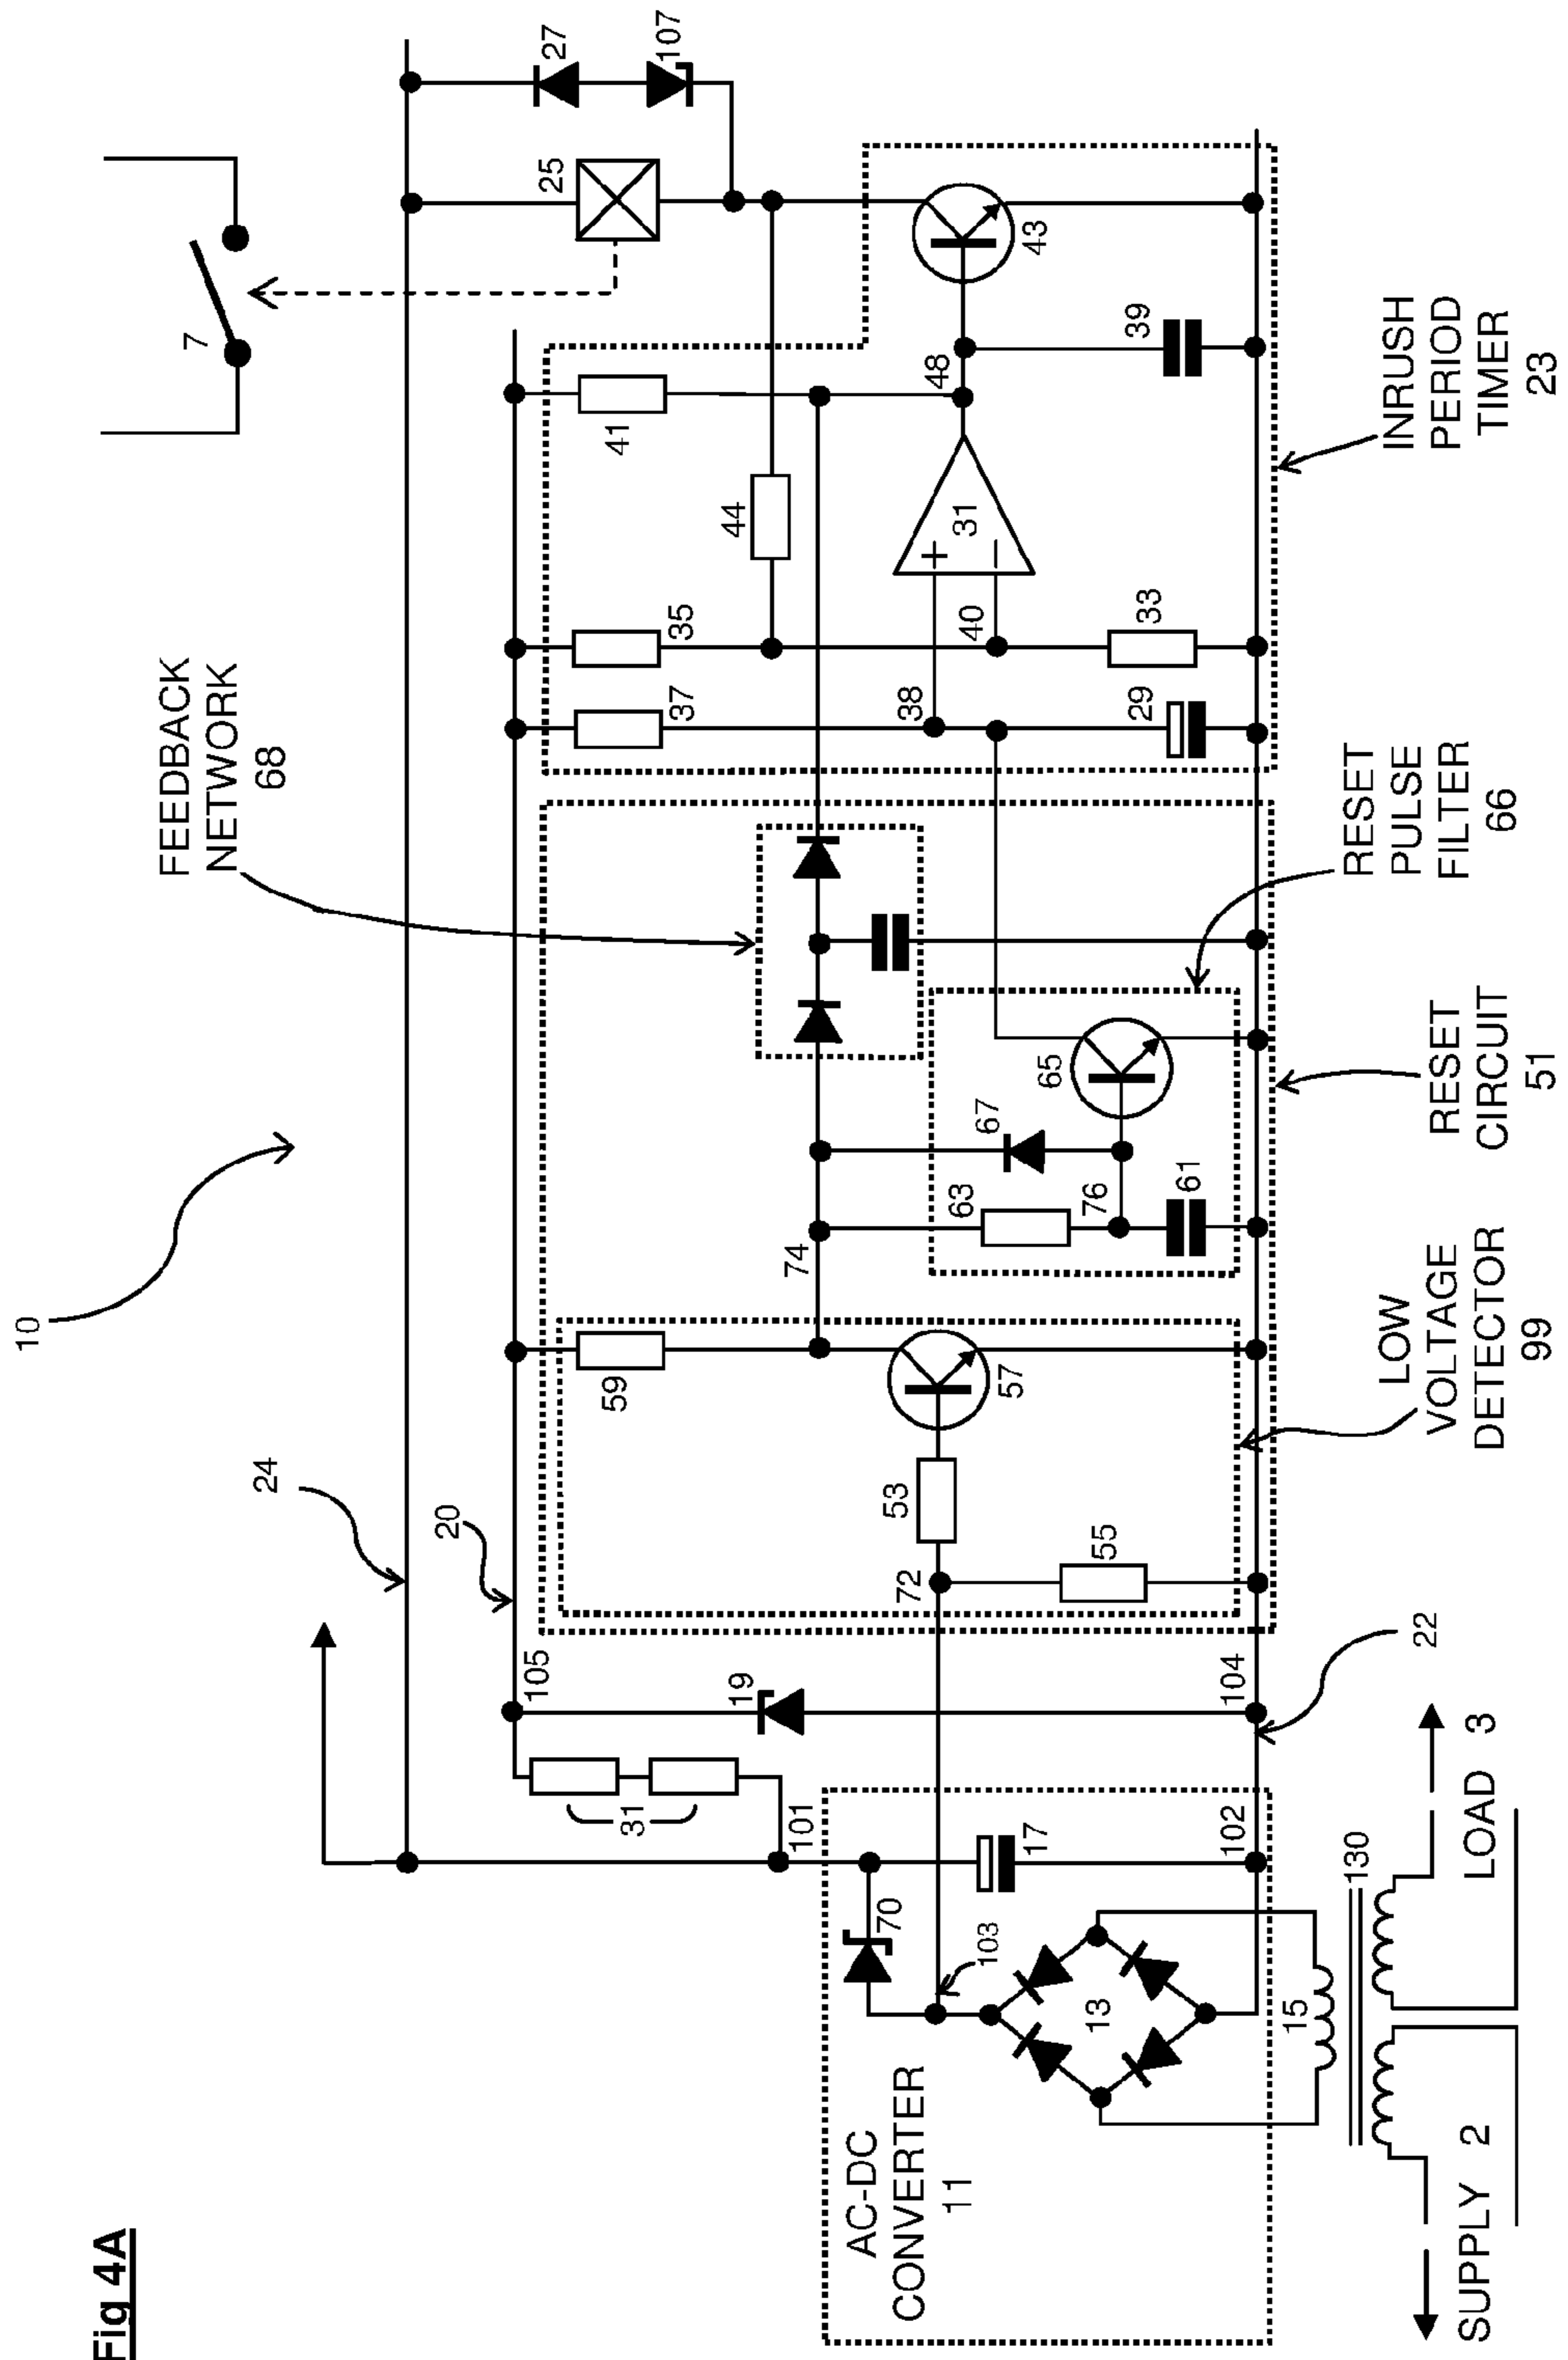 Fig 4A
10
24
20
22
7
25
27
107
FEEDBACK
NETWORK
68
105
31
101
19
104
102
17
70
103
13
15
130
AC-DC
CONVERTER
11
SUPPLY 2
LOAD 3
72
53
55
57
59
74
63
76
61
67
65
37
38
29
35
40
33
44
+
−
31
41
48
39
43
LOW
VOLTAGE
DETECTOR
99
RESET
CIRCUIT
51
RESET
PULSE
FILTER
66
INRUSH
PERIOD
TIMER
23